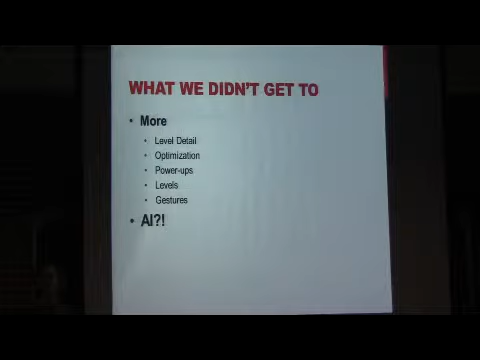 WHAT WE DIDN'T GET TO
• More
• Level Detail
• Optimization
• Power-ups
• Levels
• Gestures
• AI?!